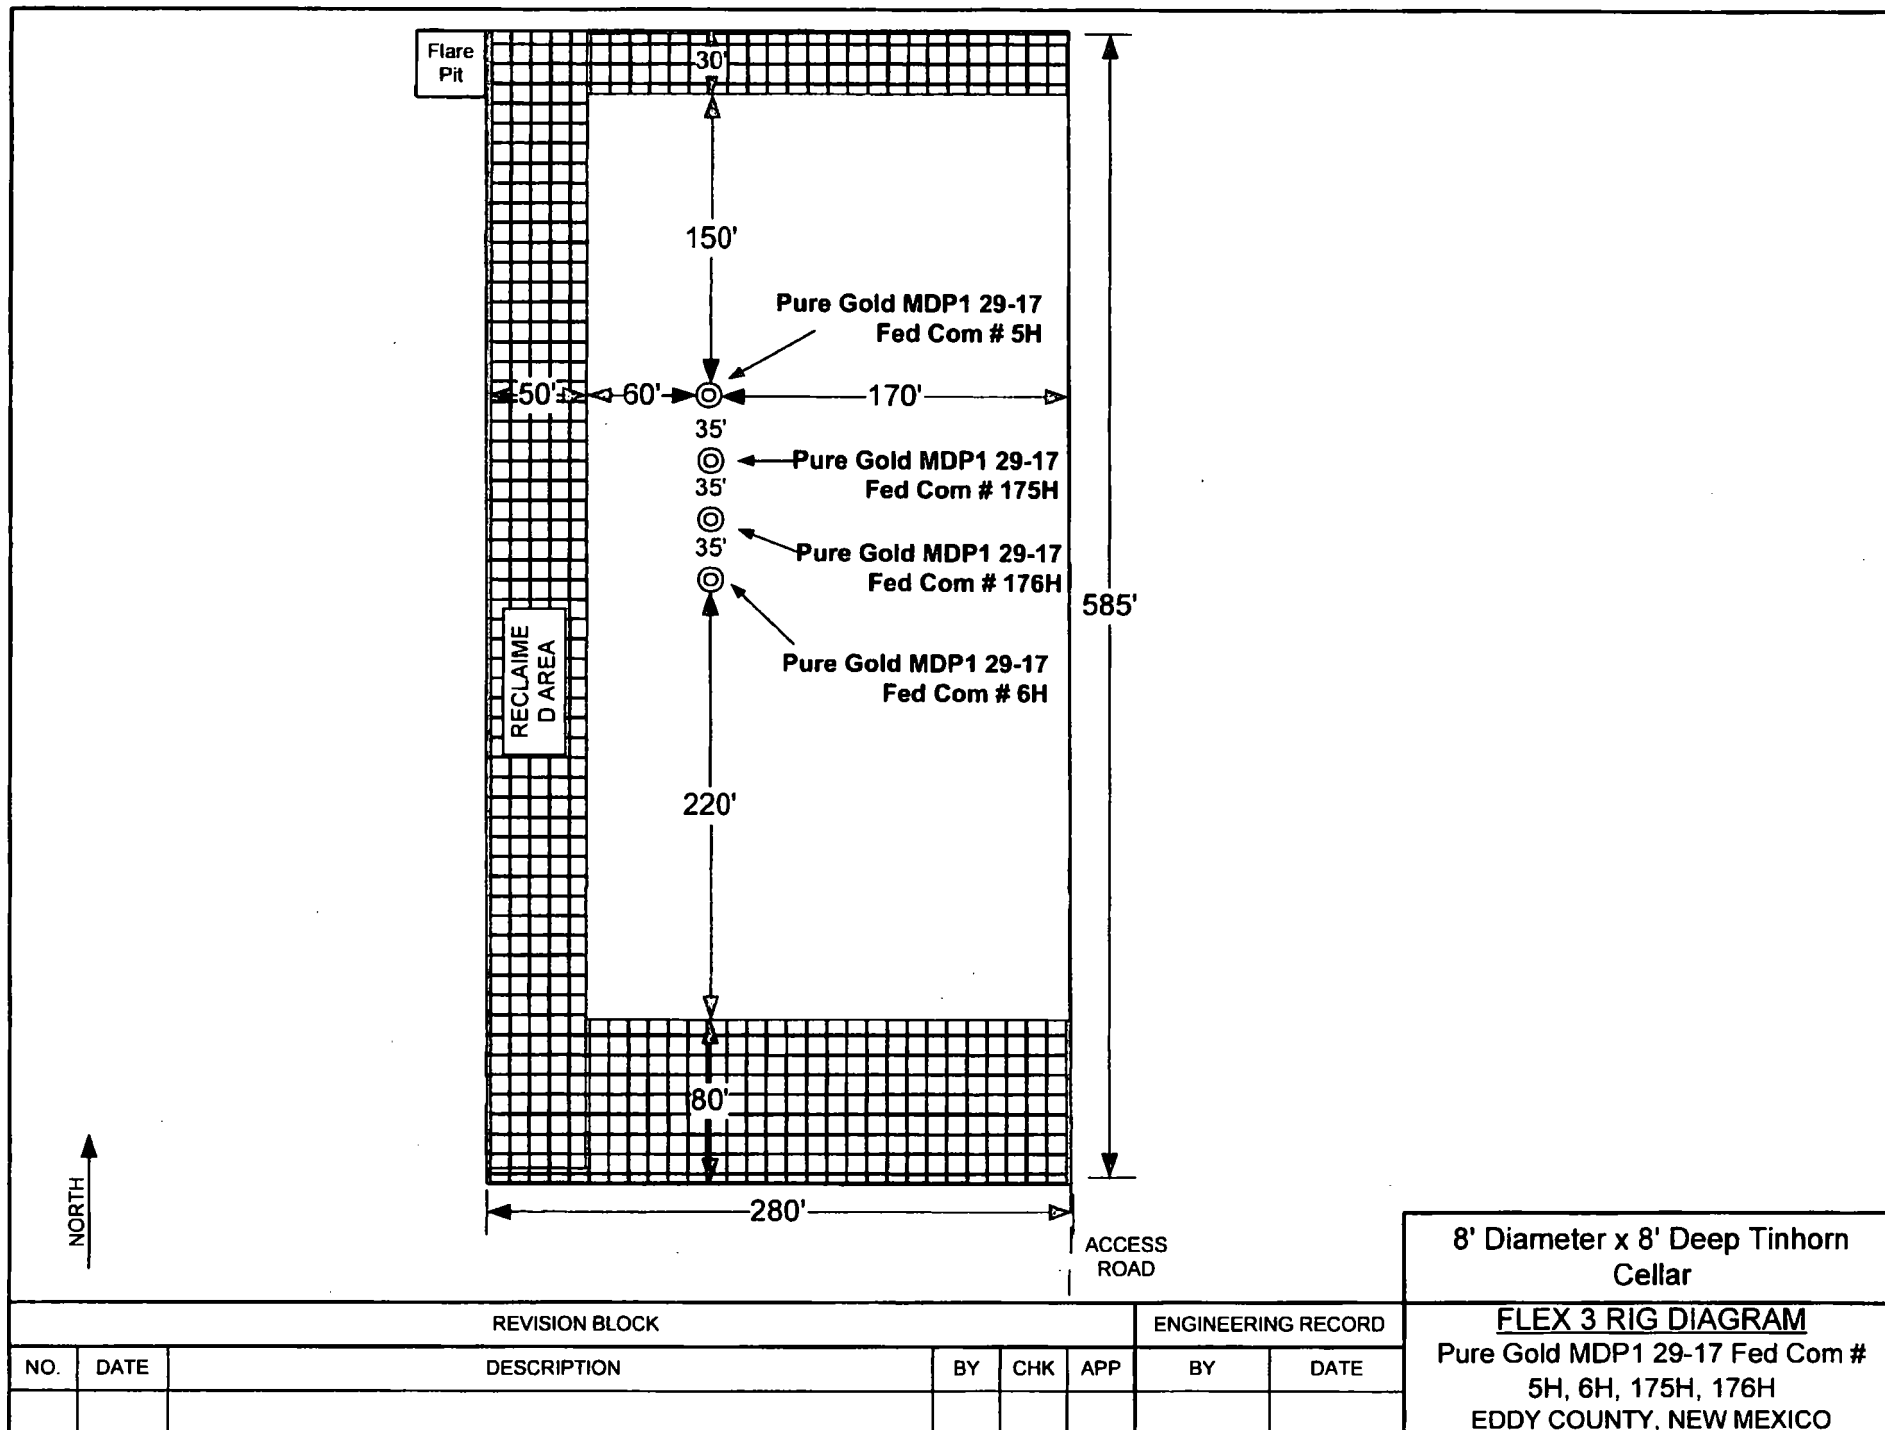 Flare
Pit
30'
150'
Pure Gold MDP1 29-17
Fed Com # 5H
50'
60'
170'
35'
Pure Gold MDP1 29-17
Fed Com # 175H
35'
35'
Pure Gold MDP1 29-17
Fed Com # 176H
585'
RECLAIME
D AREA
Pure Gold MDP1 29-17
Fed Com # 6H
220'
80'
NORTH
280'
ACCESS
ROAD
8' Diameter x 8' Deep Tinhorn
Cellar
REVISION BLOCK
ENGINEERING RECORD
FLEX 3 RIG DIAGRAM
NO.
DATE
DESCRIPTION
BY
CHK
APP
BY
DATE
Pure Gold MDP1 29-17 Fed Com #
5H, 6H, 175H, 176H
EDDY COUNTY, NEW MEXICO